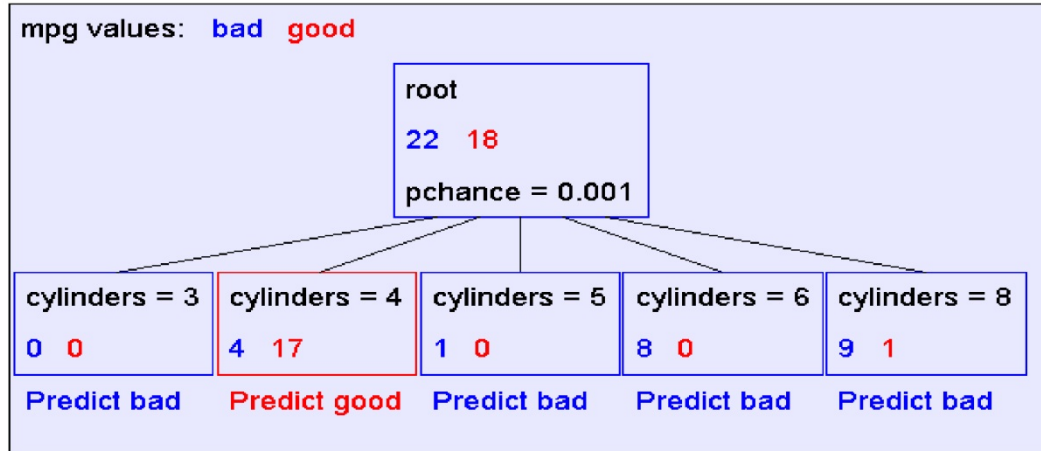 mpg values: bad good
root
22 18
pchance = 0.001
cylinders = 3 cylinders = 4 cylinders = 5 cylinders = 6 cylinders = 8
0 0 4 17 1 0 8 0 9 1
Predict bad Predict good Predict bad Predict bad Predict bad